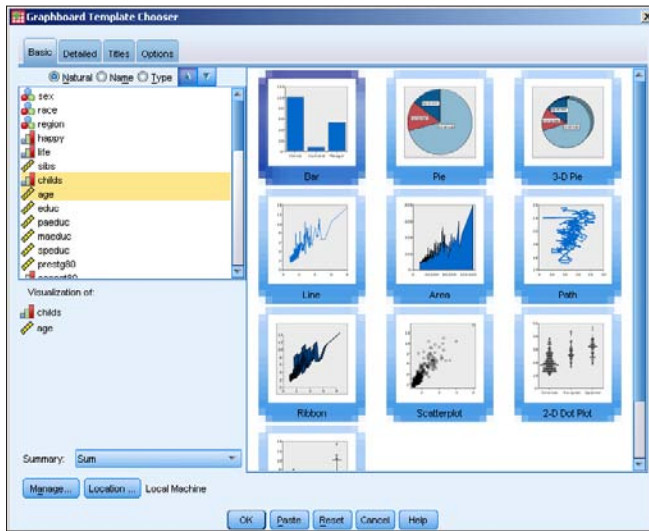 Graphboard Template Chooser
Basic Detailed Titles Options
Natural Name Type
sex
race
region
happy
life
sibs
childs
age
educ
paeduc
maeduc
speduc
prestg80
Visualization of:
childs
age
Summary: Sum
Manage... Location ... Local Machine
Bar
Pie
3-D Pie
Line
Area
Path
Ribbon
Scatterplot
2-D Dot Plot
OK Paste Reset Cancel Help